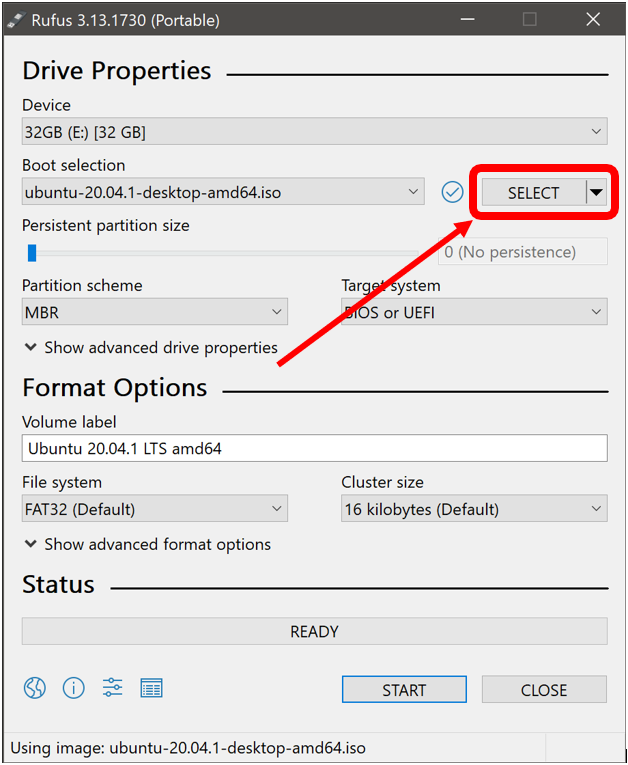 Rufus 3.13.1730 (Portable)
Drive Properties
Device
32GB (E:) [32 GB]
Boot selection
ubuntu-20.04.1-desktop-amd64.iso
SELECT
Persistent partition size
0 (No persistence)
Partition scheme
Target system
MBR
BIOS or UEFI
Show advanced drive properties
Format Options
Volume label
Ubuntu 20.04.1 LTS amd64
File system
Cluster size
FAT32 (Default)
16 kilobytes (Default)
Show advanced format options
Status
READY
START
CLOSE
Using image: ubuntu-20.04.1-desktop-amd64.iso